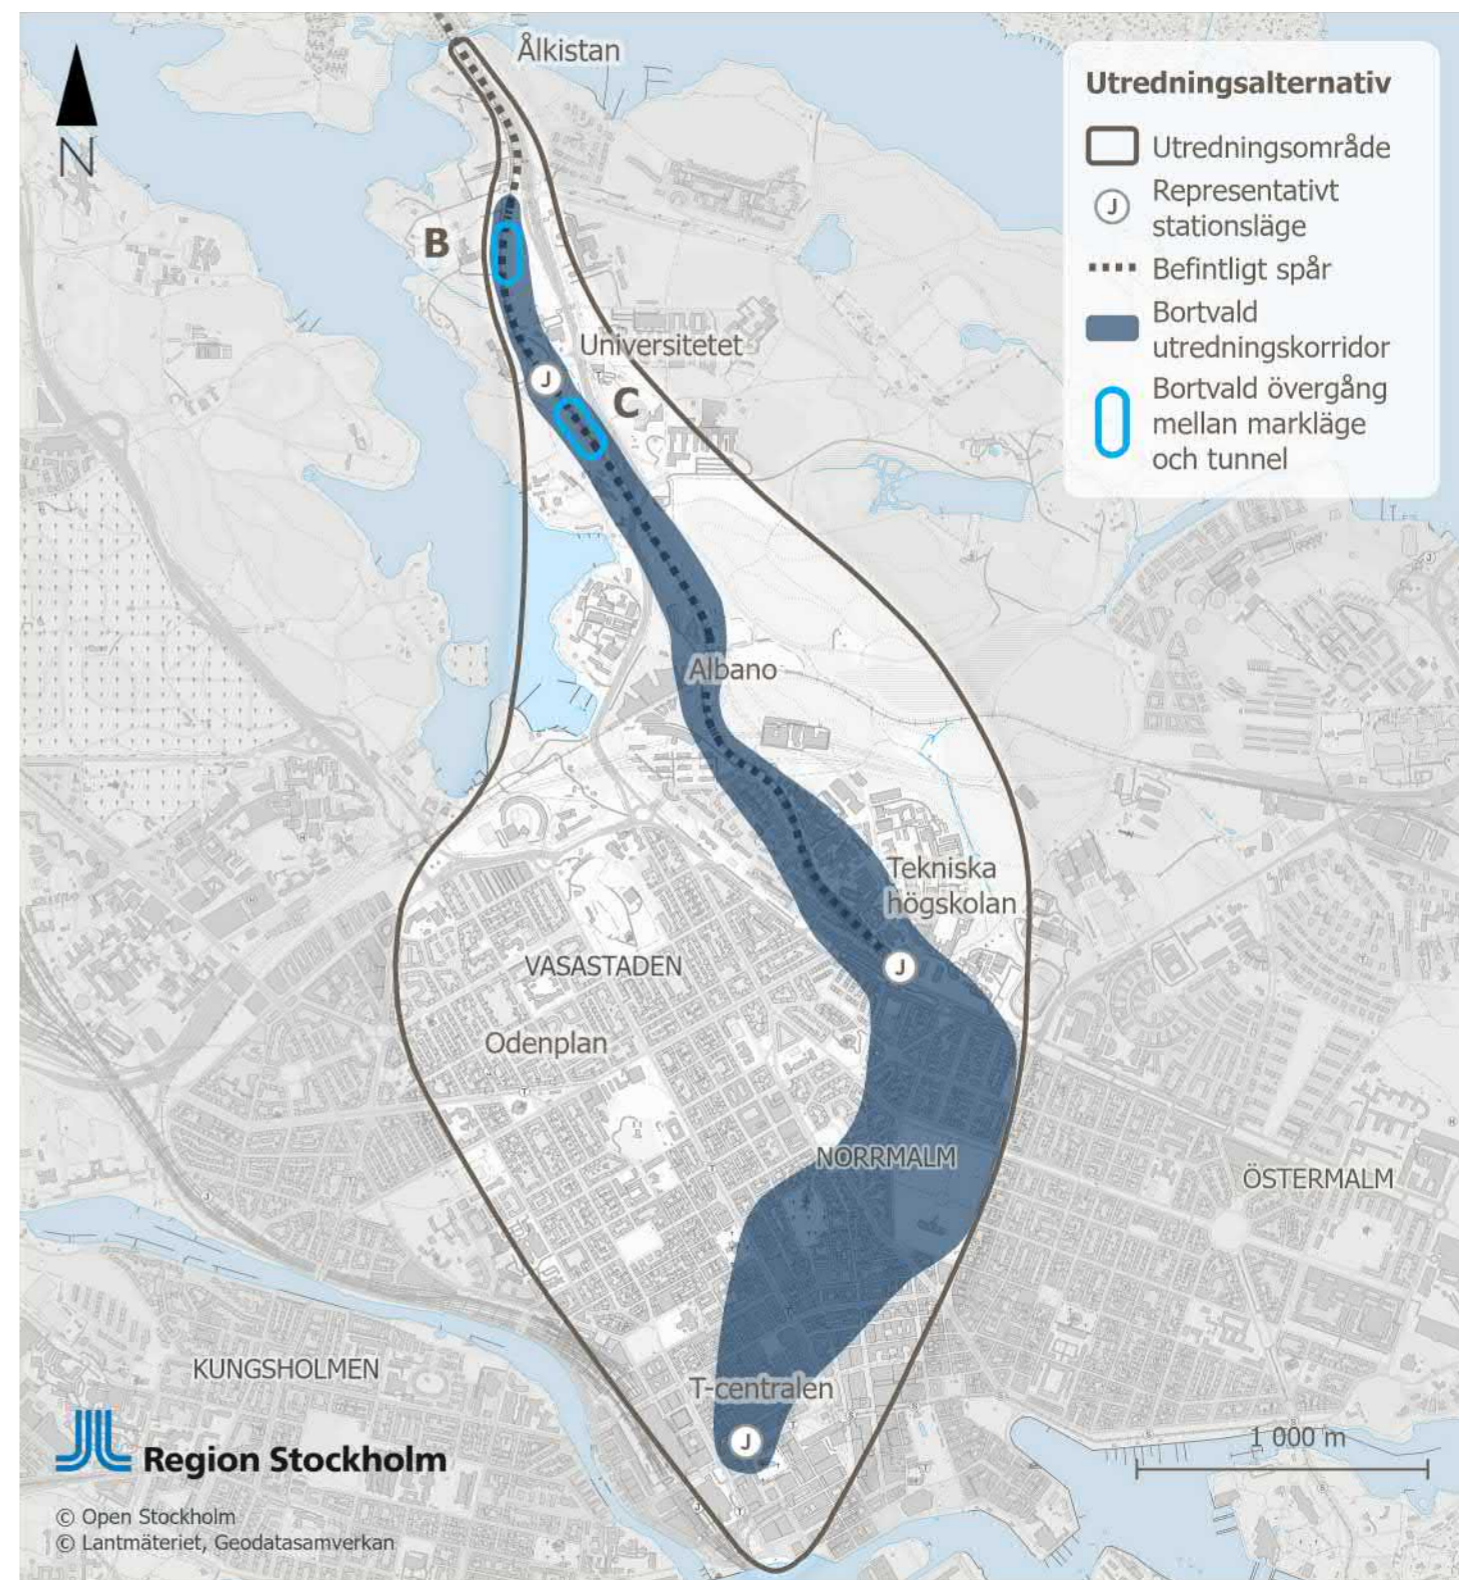 Ålkistan
Utredningsalternativ
Utredningsområde
J
Representativt
stationsläge
Befintligt spår
Bortvald
utredningskorridor
Bortvald övergång
mellan markläge
och tunnel
N
B
Universitetet
J
C
Albano
Tekniska
högskolan
J
VASASTADEN
Odenplan
NORRMALM
ÖSTERMALM
KUNGSHOLMEN
T-centralen
J
1 000 m
Region Stockholm
© Open Stockholm
© Lantmäteriet, Geodatasamverkan